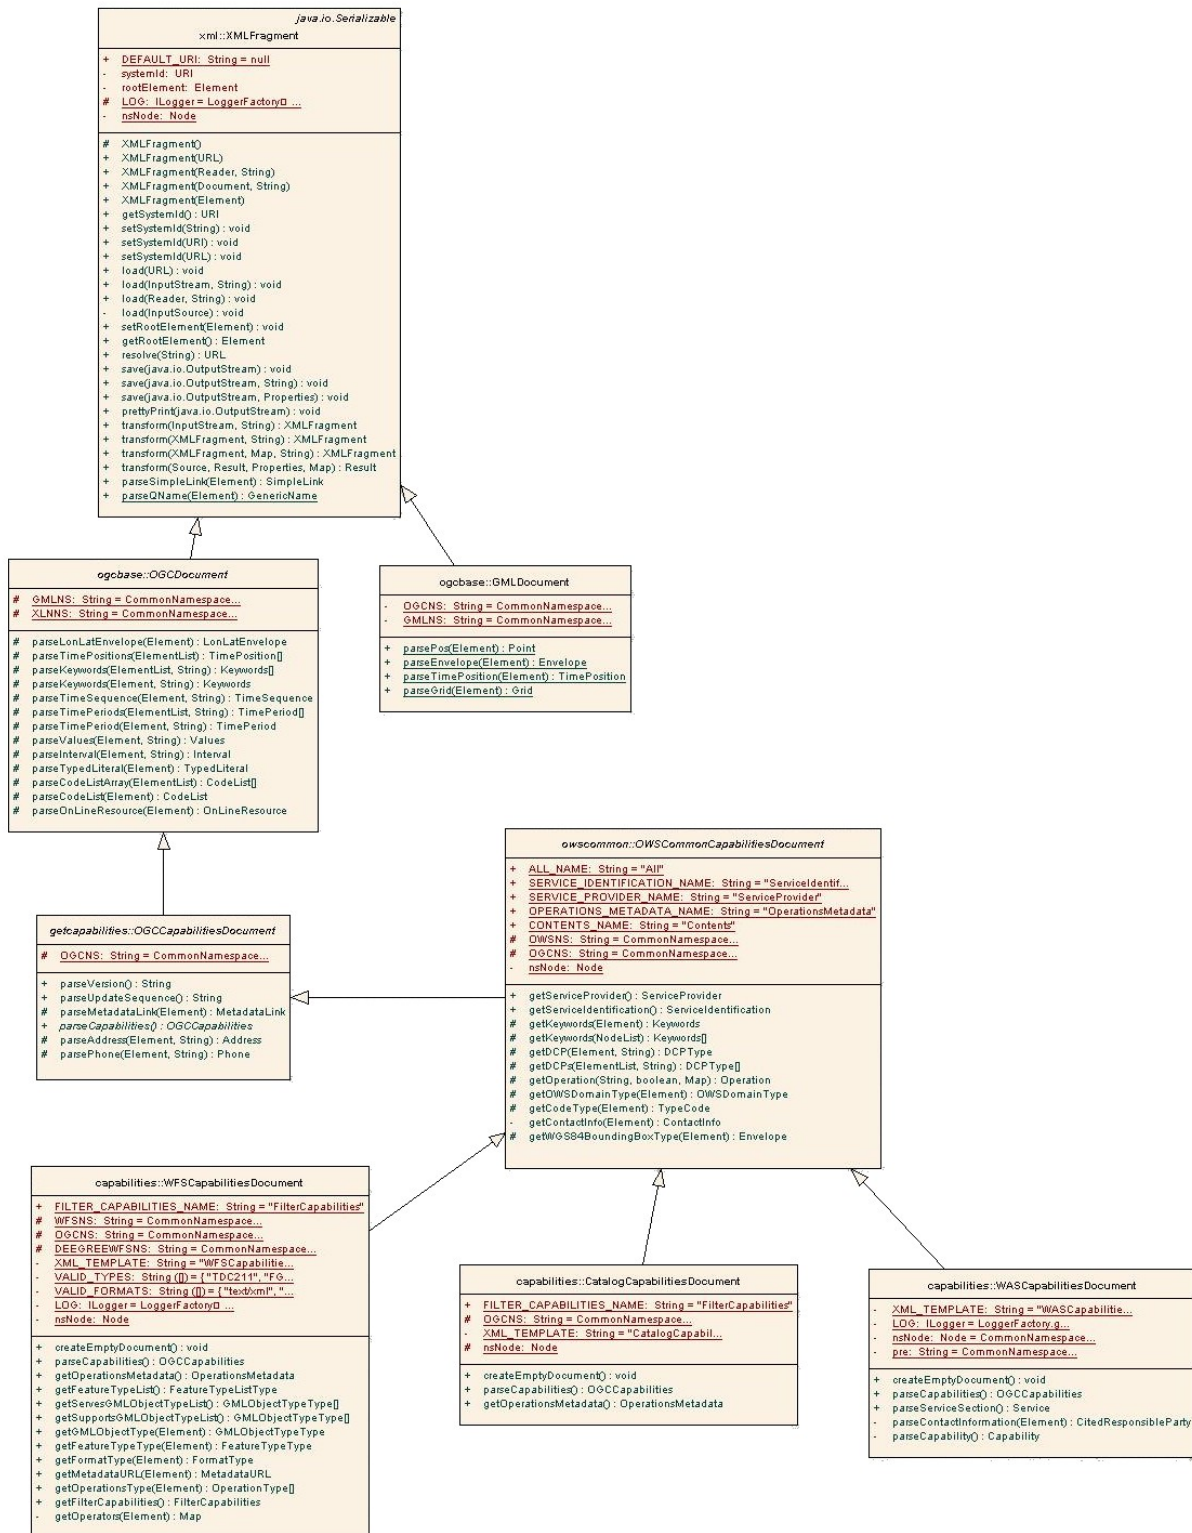 java.io.Serializable
xml::XMLFragment
+ DEFAULT_URI: String = null
- systemId: URI
- rootElement: Element
# LOG: ILogger = LoggerFactory▯ ...
- nsNode: Node
# XMLFragment()
+ XMLFragment(URL)
+ XMLFragment(Reader, String)
+ XMLFragment(Document, String)
+ XMLFragment(Element)
+ getSystemId() : URI
+ setSystemId(String) : void
+ setSystemId(URI) : void
+ setSystemId(URL) : void
+ load(URL) : void
+ load(InputStream, String) : void
+ load(Reader, String) : void
- load(InputSource) : void
+ setRootElement(Element) : void
+ getRootElement() : Element
+ resolve(String) : URL
+ save(java.io.OutputStream) : void
+ save(java.io.OutputStream, String) : void
+ save(java.io.OutputStream, Properties) : void
+ prettyPrint(java.io.OutputStream) : void
+ transform(InputStream, String) : XMLFragment
+ transform(XMLFragment, String) : XMLFragment
+ transform(XMLFragment, Map, String) : XMLFragment
+ transform(Source, Result, Properties, Map) : Result
+ parseSimpleLink(Element) : SimpleLink
+ parseQName(Element) : GenericName
ogcbase::OGCDocument
# GMLNS: String = CommonNamespace...
# XLNNS: String = CommonNamespace...
# parseLonLatEnvelope(Element) : LonLatEnvelope
# parseTimePositions(ElementList) : TimePosition[]
# parseKeywords(ElementList, String) : Keywords[]
# parseKeywords(Element, String) : Keywords
# parseTimeSequence(Element, String) : TimeSequence
# parseTimePeriods(ElementList, String) : TimePeriod[]
# parseTimePeriod(Element, String) : TimePeriod
# parseValues(Element, String) : Values
# parseInterval(Element, String) : Interval
# parseTypedLiteral(Element) : TypedLiteral
# parseCodeListArray(ElementList) : CodeList[]
# parseCodeList(Element) : CodeList
# parseOnLineResource(Element) : OnLineResource
ogcbase::GMLDocument
- OGCNS: String = CommonNamespace...
- GMLNS: String = CommonNamespace...
+ parsePos(Element) : Point
+ parseEnvelope(Element) : Envelope
+ parseTimePosition(Element) : TimePosition
+ parseGrid(Element) : Grid
getcapabilities::OGCCapabilitiesDocument
# OGCNS: String = CommonNamespace...
+ parseVersion() : String
+ parseUpdateSequence() : String
# parseMetadataLink(Element) : MetadataLink
+ parseCapabilities() : OGCCapabilities
# parseAddress(Element, String) : Address
# parsePhone(Element, String) : Phone
owscommon::OWSCommonCapabilitiesDocument
+ ALL_NAME: String = "All"
+ SERVICE_IDENTIFICATION_NAME: String = "ServiceIdentif...
+ SERVICE_PROVIDER_NAME: String = "ServiceProvider"
+ OPERATIONS_METADATA_NAME: String = "OperationsMetadata"
+ CONTENTS_NAME: String = "Contents"
# OWSNS: String = CommonNamespace...
# OGCNS: String = CommonNamespace...
- nsNode: Node
+ getServiceProvider() : ServiceProvider
+ getServiceIdentification() : ServiceIdentification
# getKeywords(Element) : Keywords
# getKeywords(NodeList) : Keywords[]
# getDCP(Element, String) : DCPType
# getDCPs(ElementList, String) : DCPType[]
# getOperation(String, boolean, Map) : Operation
# getOWSDomainType(Element) : OWSDomainType
# getCodeType(Element) : TypeCode
- getContactInfo(Element) : ContactInfo
# getWGS84BoundingBoxType(Element) : Envelope
capabilities::WFSCapabilitiesDocument
+ FILTER_CAPABILITIES_NAME: String = "FilterCapabilities"
# WFSNS: String = CommonNamespace...
# OGCNS: String = CommonNamespace...
# DEEGREEWFSNS: String = CommonNamespace...
- XML_TEMPLATE: String = "WFSCapabilitie...
- VALID_TYPES: String ([]) = { "TDC211", "FG...
- VALID_FORMATS: String ([]) = { "text/xml", "...
- LOG: ILogger = LoggerFactory▯ ...
- nsNode: Node
+ createEmptyDocument() : void
+ parseCapabilities() : OGCCapabilities
+ getOperationsMetadata() : OperationsMetadata
+ getFeatureTypeList() : FeatureTypeListType
+ getServesGMLObjectTypeList() : GMLObjectTypeType[]
+ getSupportsGMLObjectTypeList() : GMLObjectTypeType[]
+ getGMLObjectType(Element) : GMLObjectTypeType
+ getFeatureTypeType(Element) : FeatureTypeType
+ getFormatType(Element) : FormatType
+ getMetadataURL(Element) : MetadataURL
+ getOperationsType(Element) : OperationType[]
+ getFilterCapabilities() : FilterCapabilities
- getOperators(Element) : Map
capabilities::CatalogCapabilitiesDocument
+ FILTER_CAPABILITIES_NAME: String = "FilterCapabilities"
# OGCNS: String = CommonNamespace...
- XML_TEMPLATE: String = "CatalogCapabil...
# nsNode: Node
+ createEmptyDocument() : void
+ parseCapabilities() : OGCCapabilities
+ getOperationsMetadata() : OperationsMetadata
capabilities::WASCapabilitiesDocument
- XML_TEMPLATE: String = "WASCapabilitie...
- LOG: ILogger = LoggerFactory.g...
- nsNode: Node = CommonNamespace...
- pre: String = CommonNamespace...
+ createEmptyDocument() : void
+ parseCapabilities() : OGCCapabilities
+ parseServiceSection() : Service
- parseContactInformation(Element) : CitedResponsibleParty
- parseCapability() : Capability